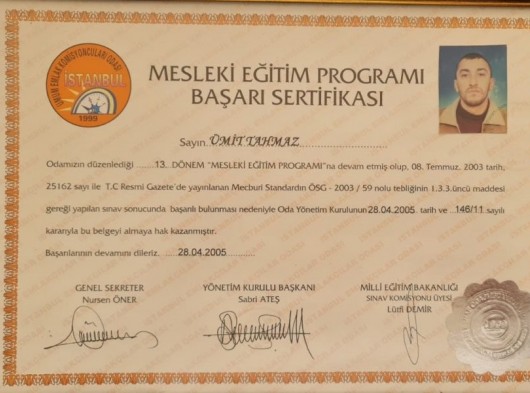 TÜM EMLAK KOMİSYONCULARI ODASI
İSTANBUL
1999
MESLEKİ EĞİTİM PROGRAMI
BAŞARI SERTİFİKASI
Sayın, ÜMİT TAHMAZ
Odamızın düzenlediği ......13. DÖNEM "MESLEKİ EĞİTİM PROGRAMI"na devam etmiş olup, 08. Temmuz. 2003 tarih,
25162 sayı ile T.C Resmi Gazete'de yayınlanan Mecburi Standardın ÖSG - 2003 / 59 nolu tebliğinin 1.3.3.üncü maddesi
gereği yapılan sınav sonucunda başarılı bulunması nedeniyle Oda Yönetim Kurulunun 28.04.2005 tarih ve 146/11 sayılı
kararıyla bu belgeyi almaya hak kazanmıştır.
Başarılarının devamını dileriz. ....28.04.2005........
GENEL SEKRETER
Nursen ÖNER
YÖNETİM KURULU BAŞKANI
Sabri ATEŞ
MİLLİ EĞİTİM BAKANLIĞI
SINAV KOMİSYONU ÜYESİ
Lütfi DEMİR